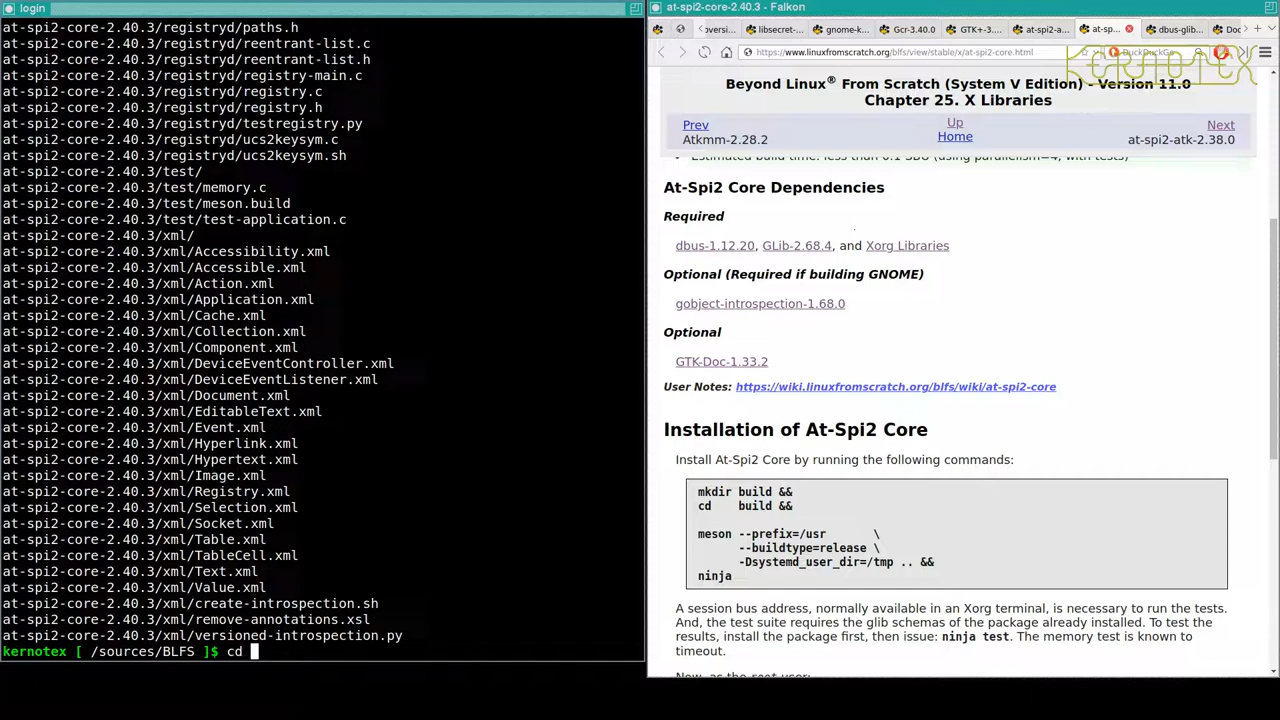 login
at-spi2-core-2.40.3/registryd/paths.h
at-spi2-core-2.40.3/registryd/reentrant-list.c
at-spi2-core-2.40.3/registryd/reentrant-list.h
at-spi2-core-2.40.3/registryd/registry-main.c
at-spi2-core-2.40.3/registryd/registry.c
at-spi2-core-2.40.3/registryd/registry.h
at-spi2-core-2.40.3/registryd/testregistry.py
at-spi2-core-2.40.3/registryd/ucs2keysym.c
at-spi2-core-2.40.3/registryd/ucs2keysym.sh
at-spi2-core-2.40.3/test/
at-spi2-core-2.40.3/test/memory.c
at-spi2-core-2.40.3/test/meson.build
at-spi2-core-2.40.3/test/test-application.c
at-spi2-core-2.40.3/xml/
at-spi2-core-2.40.3/xml/Accessibility.xml
at-spi2-core-2.40.3/xml/Accessible.xml
at-spi2-core-2.40.3/xml/Action.xml
at-spi2-core-2.40.3/xml/Application.xml
at-spi2-core-2.40.3/xml/Cache.xml
at-spi2-core-2.40.3/xml/Collection.xml
at-spi2-core-2.40.3/xml/Component.xml
at-spi2-core-2.40.3/xml/DeviceEventController.xml
at-spi2-core-2.40.3/xml/DeviceEventListener.xml
at-spi2-core-2.40.3/xml/Document.xml
at-spi2-core-2.40.3/xml/EditableText.xml
at-spi2-core-2.40.3/xml/Event.xml
at-spi2-core-2.40.3/xml/Hyperlink.xml
at-spi2-core-2.40.3/xml/Hypertext.xml
at-spi2-core-2.40.3/xml/Image.xml
at-spi2-core-2.40.3/xml/Registry.xml
at-spi2-core-2.40.3/xml/Selection.xml
at-spi2-core-2.40.3/xml/Socket.xml
at-spi2-core-2.40.3/xml/Table.xml
at-spi2-core-2.40.3/xml/TableCell.xml
at-spi2-core-2.40.3/xml/Text.xml
at-spi2-core-2.40.3/xml/Value.xml
at-spi2-core-2.40.3/xml/create-introspection.sh
at-spi2-core-2.40.3/xml/remove-annotations.xsl
at-spi2-core-2.40.3/xml/versioned-introspection.py
kernotex [ /sources/BLFS ]$ cd
at-spi2-core-2.40.3 - Falkon
oversi... libsecret-... gnome-k... Gcr-3.40.0 GTK+-3.... at-spi2-a... at-sp... dbus-glib... Do
https://www.linuxfromscratch.org/blfs/view/stable/x/at-spi2-core.html DuckDuckGo
KERNOTEX
Beyond Linux® From Scratch (System V Edition) - Version 11.0
Chapter 25. X Libraries
Prev Up Next
Atkmm-2.28.2 Home at-spi2-atk-2.38.0
Estimated build time: less than 0.1 SBU (using parallelism=4, with tests)
At-Spi2 Core Dependencies
Required
dbus-1.12.20, GLib-2.68.4, and Xorg Libraries
Optional (Required if building GNOME)
gobject-introspection-1.68.0
Optional
GTK-Doc-1.33.2
User Notes: https://wiki.linuxfromscratch.org/blfs/wiki/at-spi2-core
Installation of At-Spi2 Core
Install At-Spi2 Core by running the following commands:
mkdir build &&
cd    build &&
meson --prefix=/usr       \
      --buildtype=release \
      -Dsystemd_user_dir=/tmp .. &&
ninja
A session bus address, normally available in an Xorg terminal, is necessary to run the tests.
And, the test suite requires the glib schemas of the package already installed. To test the
results, install the package first, then issue: ninja test. The memory test is known to
timeout.
Now, as the root user: